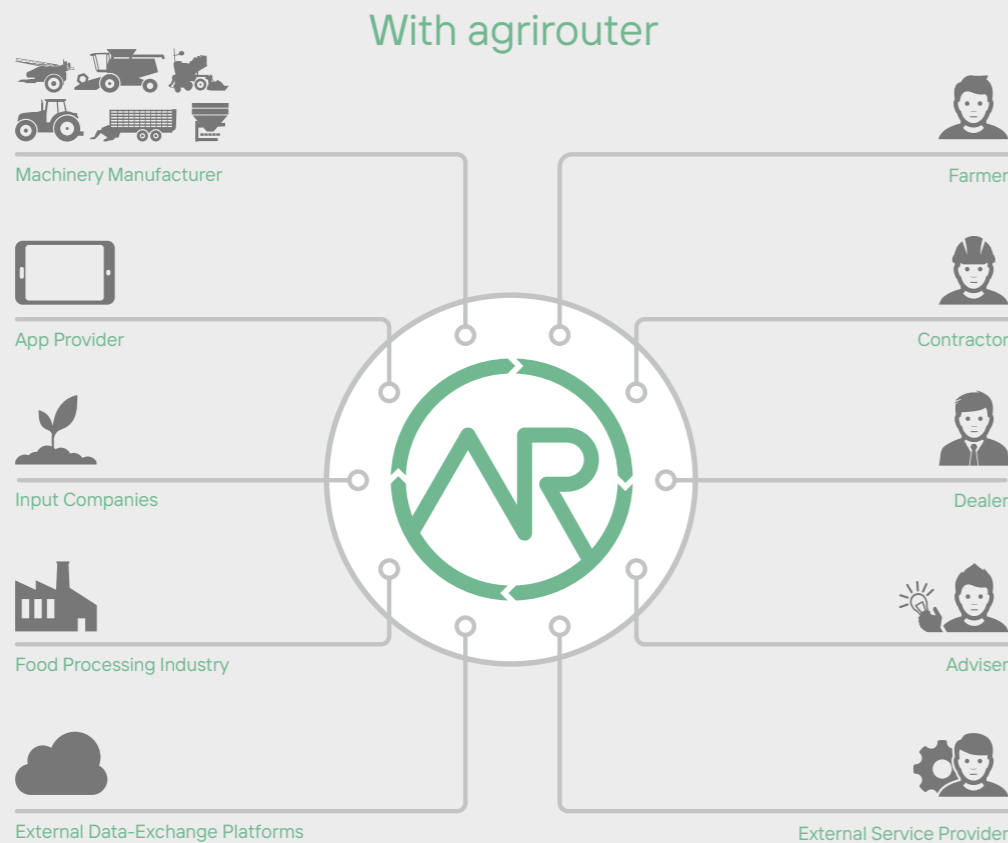 With agrirouter
Machinery Manufacturer
Farmer
App Provider
Contractor
AR
Input Companies
Dealer
Food Processing Industry
Adviser
External Data-Exchange Platforms
External Service Provider